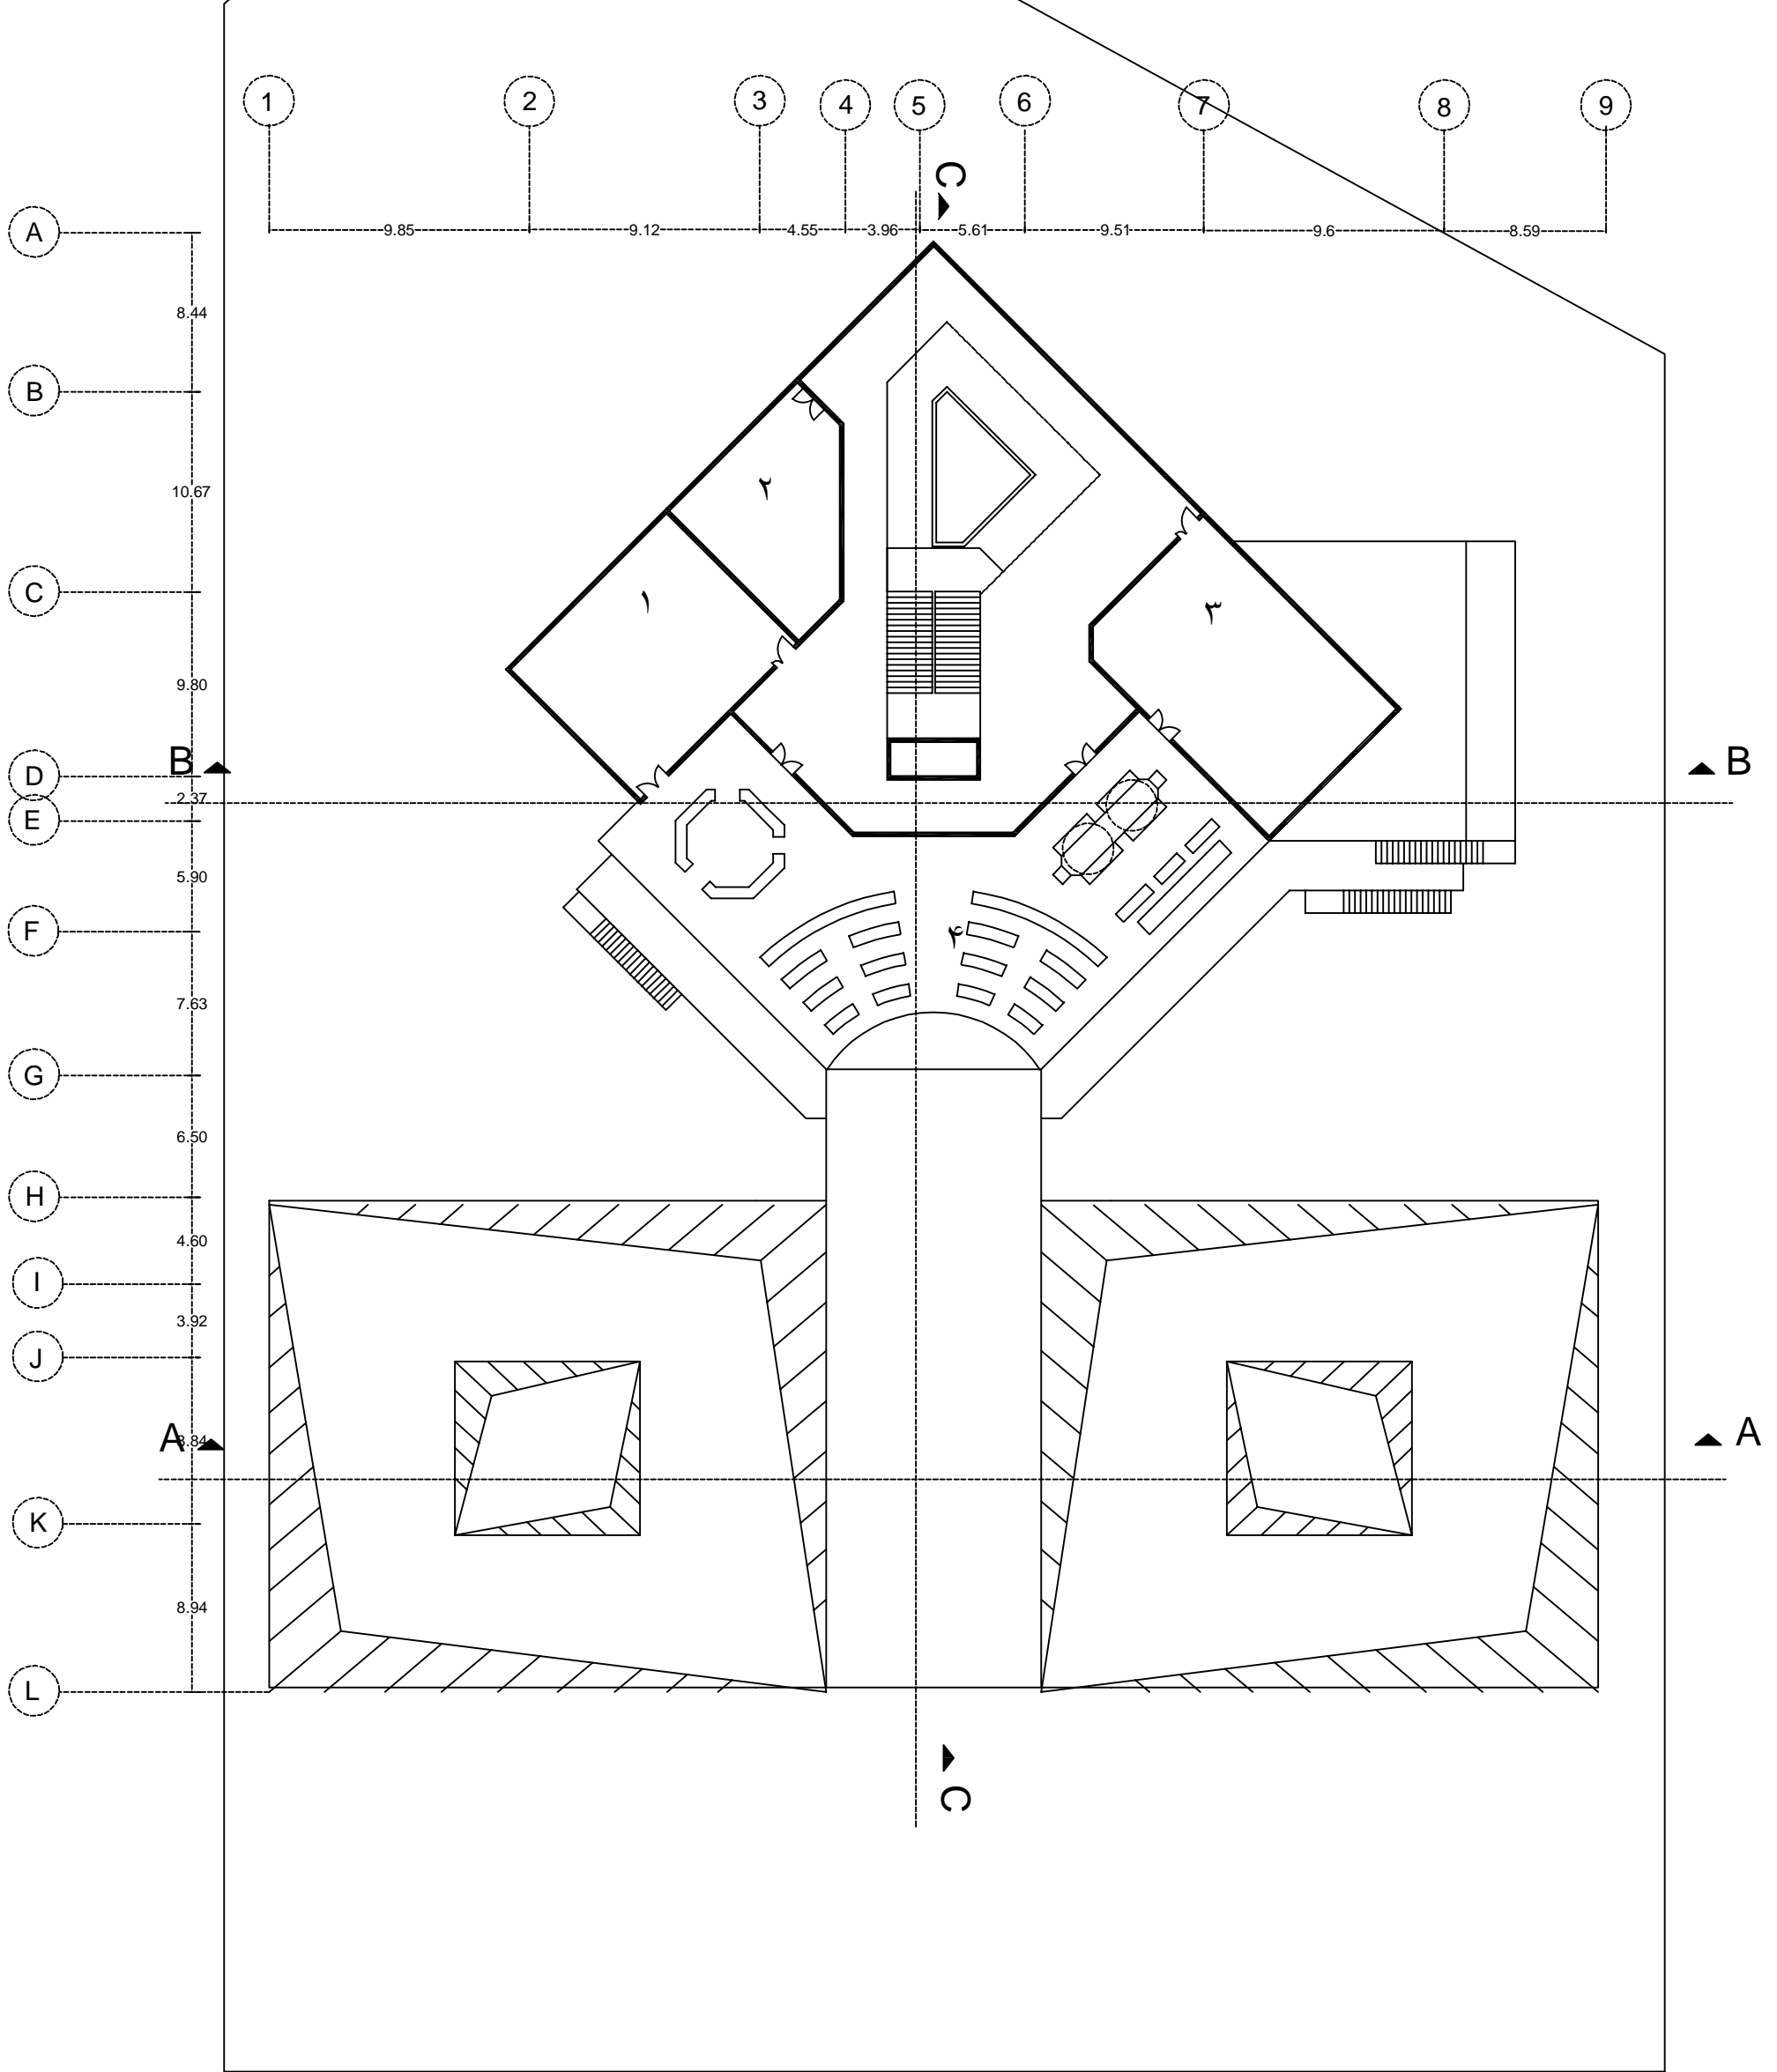 1 2 3 4 5 6 7 8 9
C
A
9.85 9.12 4.55 3.96 5.61 9.51 9.6 8.59
8.44
B
۲
10.67
C
۱
۳
9.80
B
B
D
2.37
E
5.90
F
۴
7.63
G
6.50
H
4.60
I
3.92
J
A
8.84
A
K
8.94
L
C